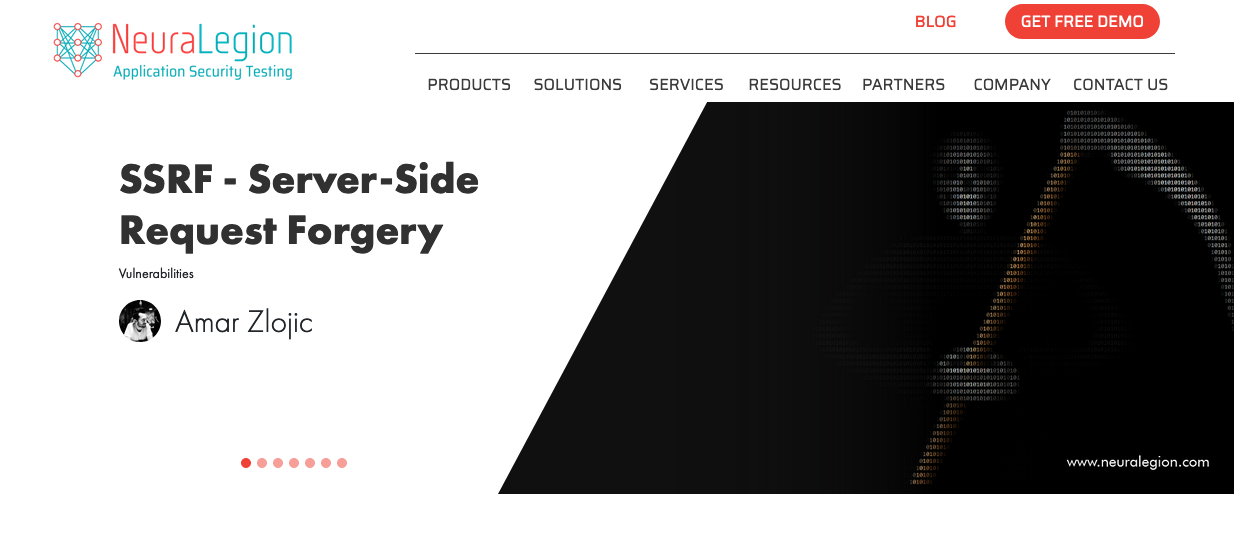 NeuraLegion
Application Security Testing
BLOG
GET FREE DEMO
PRODUCTS SOLUTIONS SERVICES RESOURCES PARTNERS COMPANY CONTACT US
SSRF - Server-Side
Request Forgery
Vulnerabilities
Amar Zlojic
www.neuralegion.com